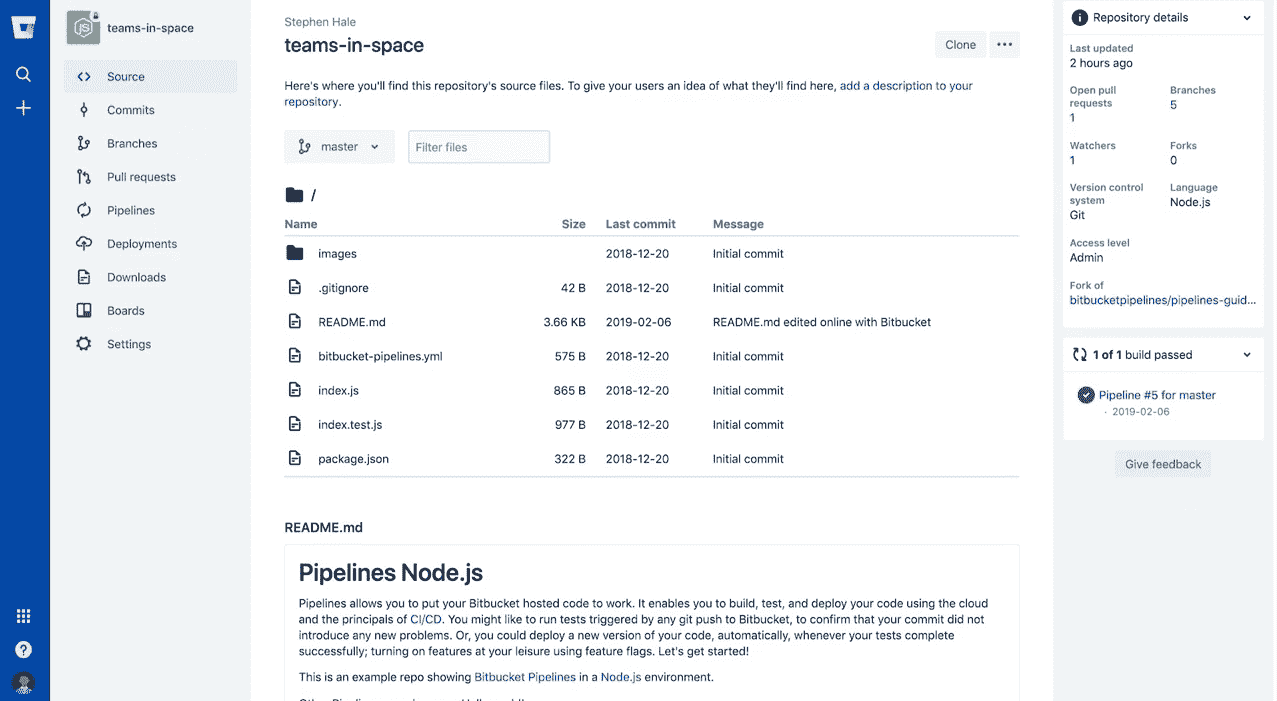 teams-in-space
Source
Commits
Branches
Pull requests
Pipelines
Deployments
Downloads
Boards
Settings
Stephen Hale
teams-in-space
Clone
Here's where you'll find this repository's source files. To give your users an idea of what they'll find here, add a description to your
repository.
master
Filter files
/
Name Size Last commit Message
images 2018-12-20 Initial commit
.gitignore 42 B 2018-12-20 Initial commit
README.md 3.66 KB 2019-02-06 README.md edited online with Bitbucket
bitbucket-pipelines.yml 575 B 2018-12-20 Initial commit
index.js 865 B 2018-12-20 Initial commit
index.test.js 977 B 2018-12-20 Initial commit
package.json 322 B 2018-12-20 Initial commit
README.md
Pipelines Node.js
Pipelines allows you to put your Bitbucket hosted code to work. It enables you to build, test, and deploy your code using the cloud
and the principals of CI/CD. You might like to run tests triggered by any git push to Bitbucket, to confirm that your commit did not
introduce any new problems. Or, you could deploy a new version of your code, automatically, whenever your tests complete
successfully; turning on features at your leisure using feature flags. Let's get started!
This is an example repo showing Bitbucket Pipelines in a Node.js environment.
Repository details
Last updated
2 hours ago
Open pull
requests
1
Branches
5
Watchers
1
Forks
0
Version control
system
Git
Language
Node.js
Access level
Admin
Fork of
bitbucketpipelines/pipelines-guid...
1 of 1 build passed
Pipeline #5 for master
· 2019-02-06
Give feedback